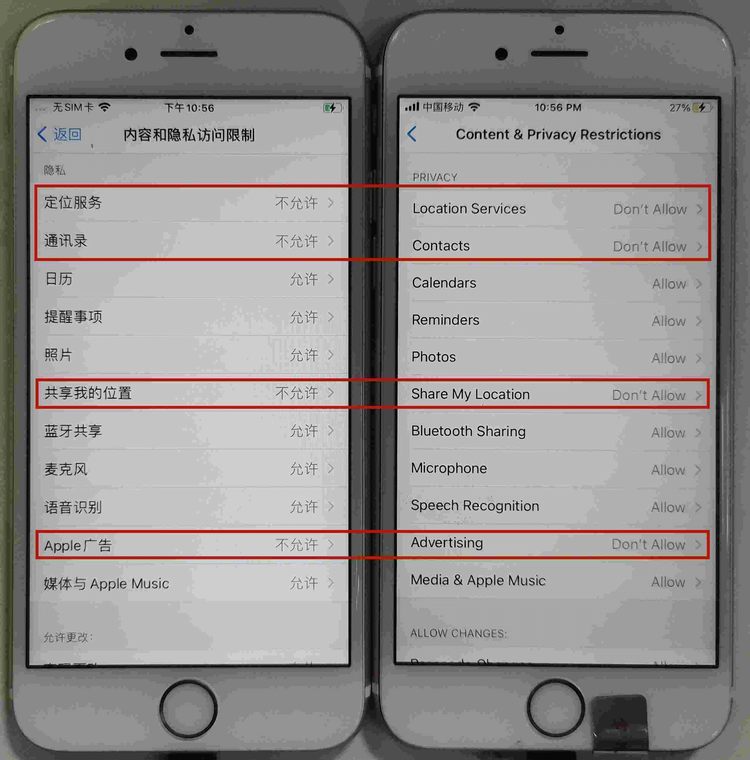 无SIM卡 下午10:56
返回 内容和隐私访问限制
隐私
定位服务 不允许
通讯录 不允许
日历 允许
提醒事项 允许
照片 允许
共享我的位置 不允许
蓝牙共享 允许
麦克风 允许
语音识别 允许
Apple广告 不允许
媒体与 Apple Music 允许
允许更改:
中国移动 10:56 PM 27%
Content & Privacy Restrictions
PRIVACY
Location Services Don't Allow
Contacts Don't Allow
Calendars Allow
Reminders Allow
Photos Allow
Share My Location Don't Allow
Bluetooth Sharing Allow
Microphone Allow
Speech Recognition Allow
Advertising Don't Allow
Media & Apple Music Allow
ALLOW CHANGES: